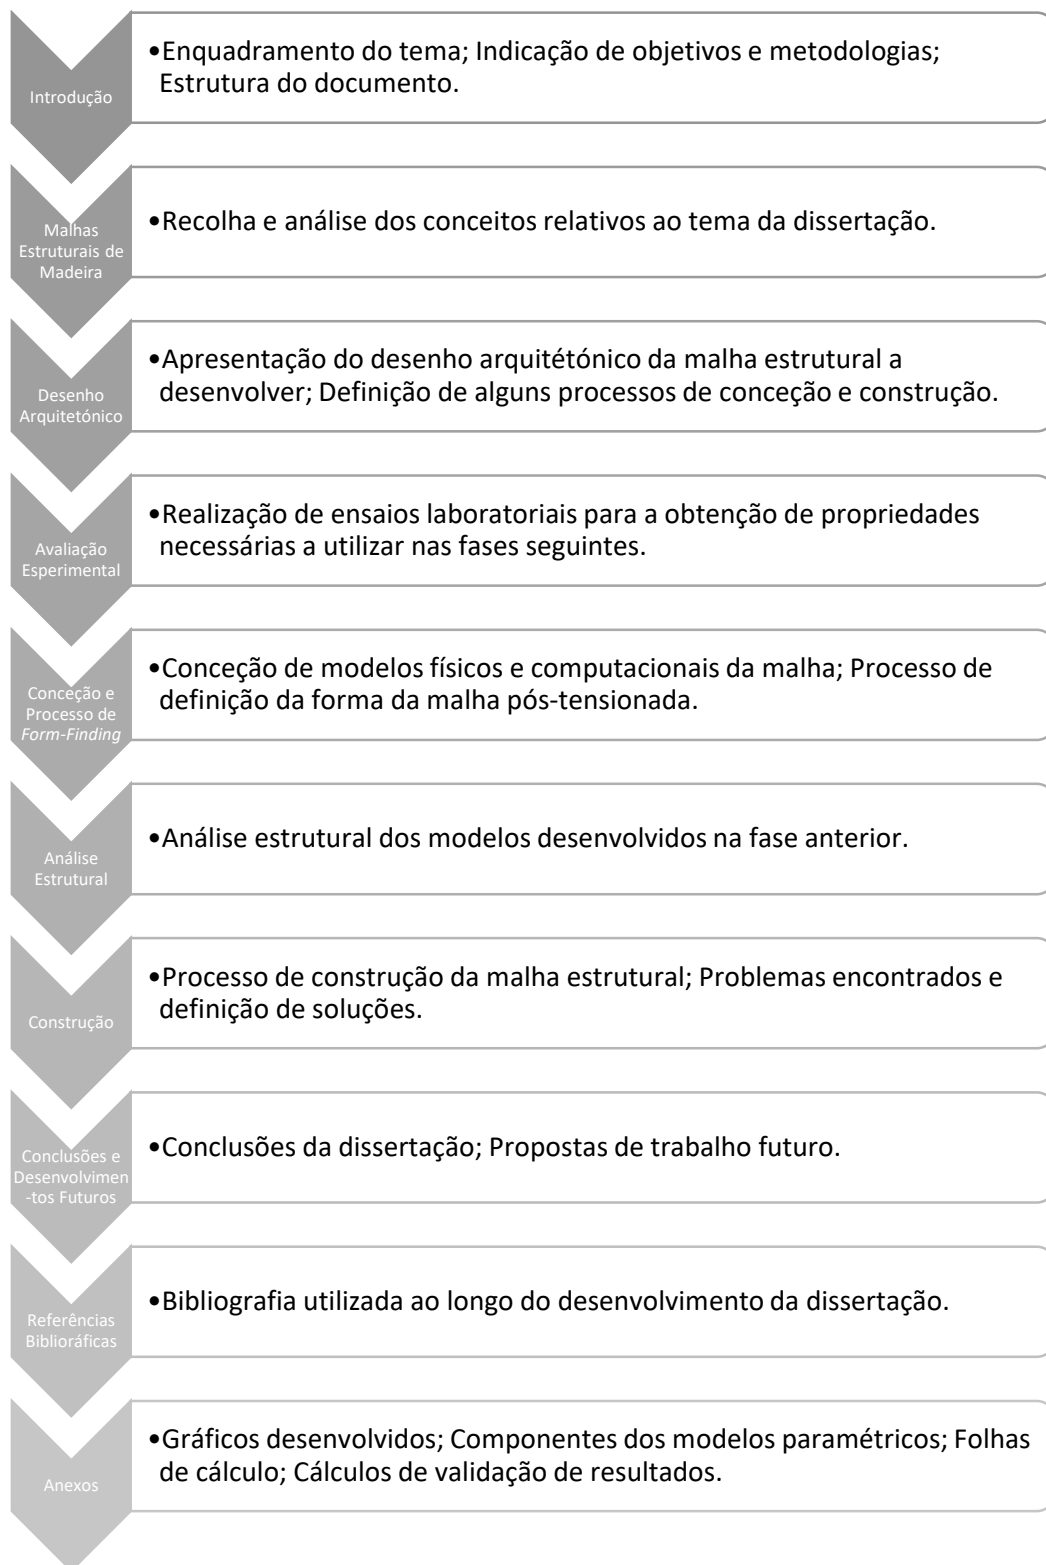 Introdução
•Enquadramento do tema; Indicação de objetivos e metodologias;
Estrutura do documento.
Malhas
Estruturais de
Madeira
•Recolha e análise dos conceitos relativos ao tema da dissertação.
Desenho
Arquitetónico
•Apresentação do desenho arquitétónico da malha estrutural a
desenvolver; Definição de alguns processos de conceção e construção.
Avaliação
Experimental
•Realização de ensaios laboratoriais para a obtenção de propriedades
necessárias a utilizar nas fases seguintes.
Conceção e
Processo de
Form-Finding
•Conceção de modelos físicos e computacionais da malha; Processo de
definição da forma da malha pós-tensionada.
Análise
Estrutural
•Análise estrutural dos modelos desenvolvidos na fase anterior.
Construção
•Processo de construção da malha estrutural; Problemas encontrados e
definição de soluções.
Conclusões e
Desenvolvimen
-tos Futuros
•Conclusões da dissertação; Propostas de trabalho futuro.
Referências
Biblioráficas
•Bibliografia utilizada ao longo do desenvolvimento da dissertação.
Anexos
•Gráficos desenvolvidos; Componentes dos modelos paramétricos; Folhas
de cálculo; Cálculos de validação de resultados.